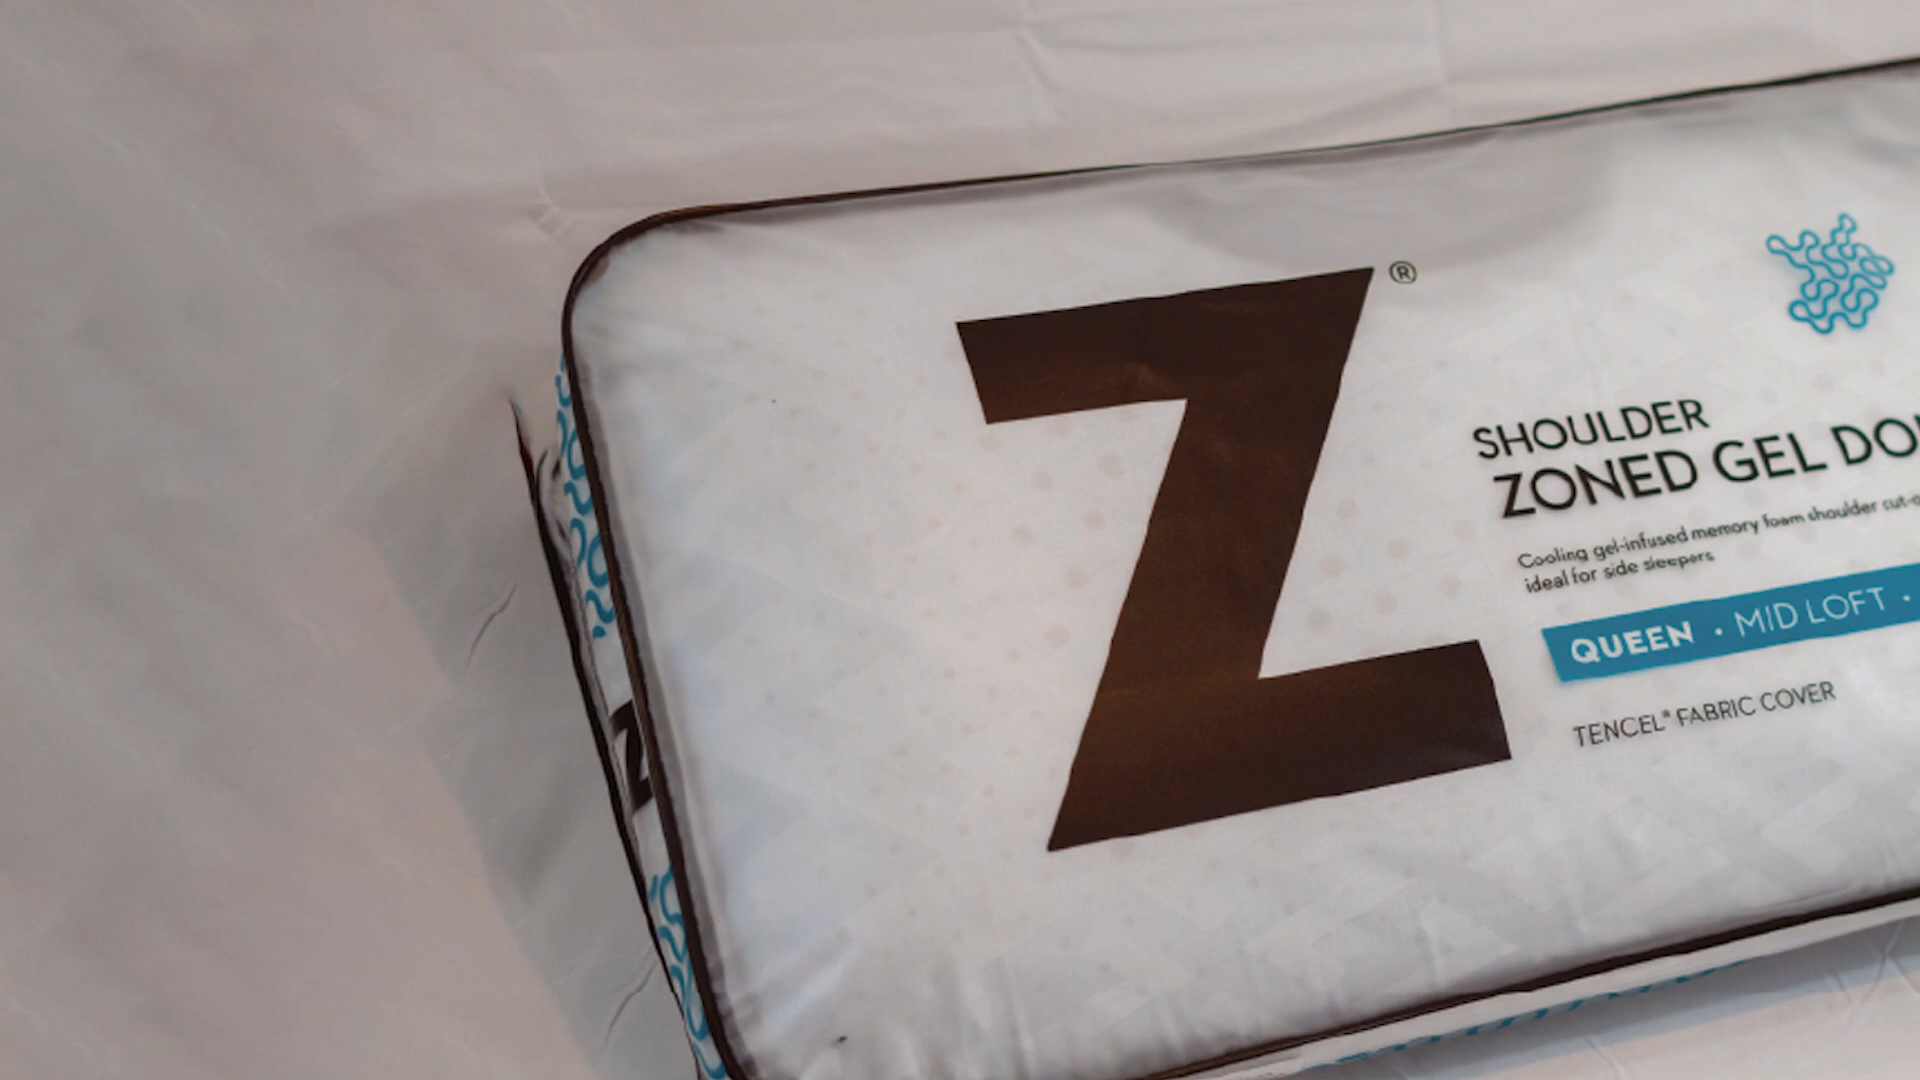 Z®
SHOULDER
ZONED GEL
Cooling gel-infused memory foam shoulder
ideal for side sleepers
QUEEN · MID LOFT ·
TENCEL® FABRIC COVER
Z